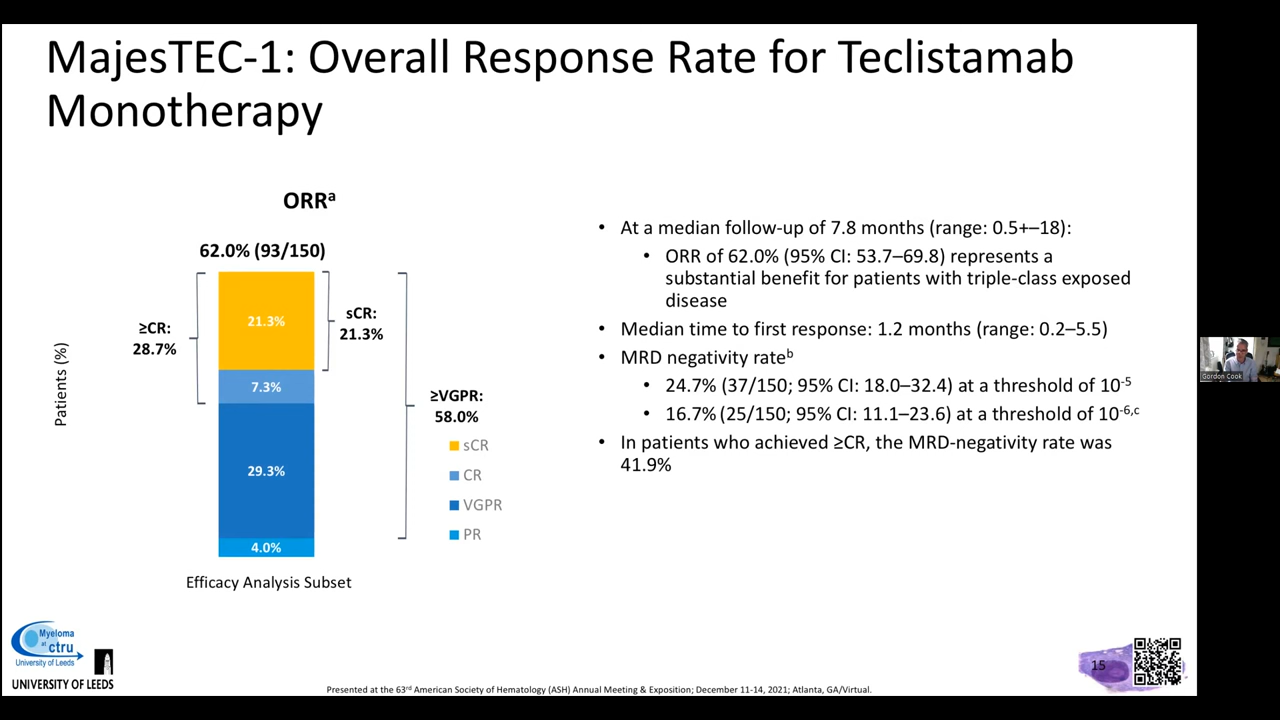 MajesTEC-1: Overall Response Rate for Teclistamab
Monotherapy
ORRᵃ
62.0% (93/150)
≥CR:
28.7%
21.3%
7.3%
29.3%
4.0%
sCR:
21.3%
≥VGPR:
58.0%
sCR
CR
VGPR
PR
Patients (%)
Efficacy Analysis Subset
• At a median follow-up of 7.8 months (range: 0.5+–18):
• ORR of 62.0% (95% CI: 53.7–69.8) represents a
substantial benefit for patients with triple-class exposed
disease
• Median time to first response: 1.2 months (range: 0.2–5.5)
• MRD negativity rateᵇ
• 24.7% (37/150; 95% CI: 18.0–32.4) at a threshold of 10⁻⁵
• 16.7% (25/150; 95% CI: 11.1–23.6) at a threshold of 10⁻⁶,ᶜ
• In patients who achieved ≥CR, the MRD-negativity rate was
41.9%
Gordon Cook
Myeloma
at ctru
University of Leeds
UNIVERSITY OF LEEDS
Presented at the 63ʳᵈ American Society of Hematology (ASH) Annual Meeting & Exposition; December 11-14, 2021; Atlanta, GA/Virtual.
15